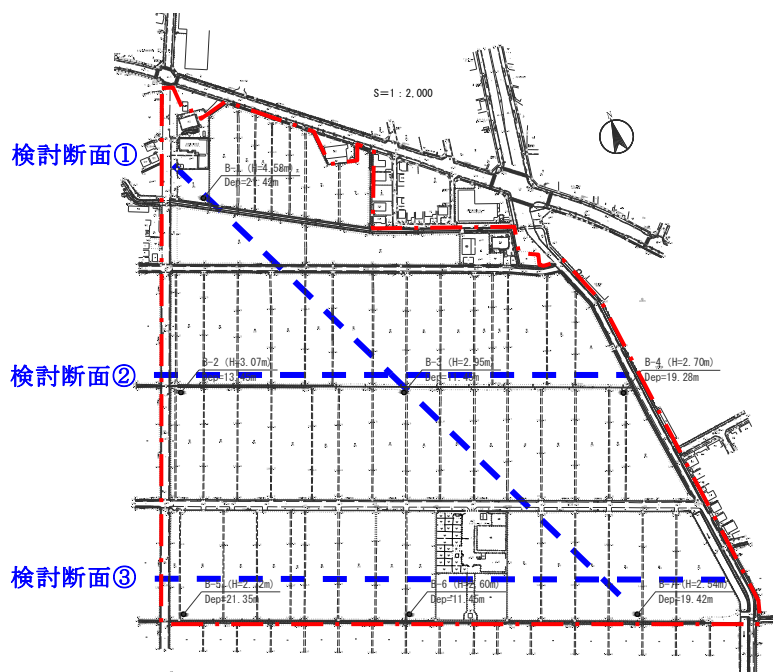 S=1：2,000
N
検討断面①
B-1 (H=4.58m)
Dep=21.42m
検討断面②
B-2 (H=3.07m)
B-3 (H=2.95m)
B-4 (H=2.70m)
Dep=19.28m
検討断面③
B-6
Dep=21.35m
Dep=11.45m
Dep=19.42m